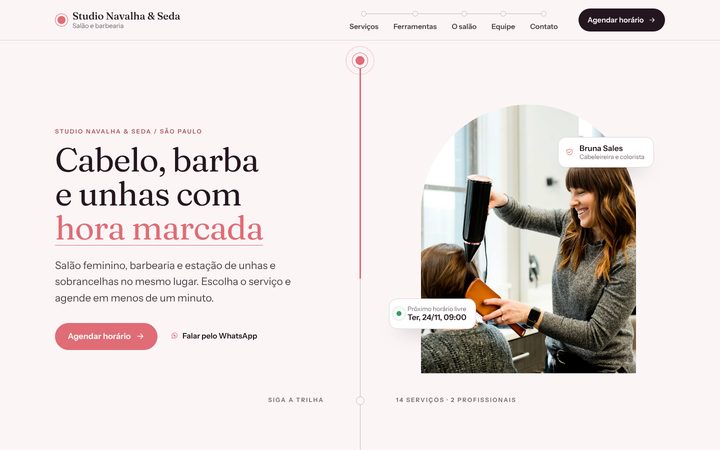 Studio Navalha & Seda
Salão e barbearia
Serviços
Ferramentas
O salão
Equipe
Contato
Agendar horário →
STUDIO NAVALHA & SEDA / SÃO PAULO
Cabelo, barba
e unhas com
hora marcada
Salão feminino, barbearia e estação de unhas e
sobrancelhas no mesmo lugar. Escolha o serviço e
agende em menos de um minuto.
Agendar horário →
Falar pelo WhatsApp
Bruna Sales
Cabeleireira e colorista
Próximo horário livre
Ter, 24/11, 09:00
SIGA A TRILHA
14 SERVIÇOS · 2 PROFISSIONAIS